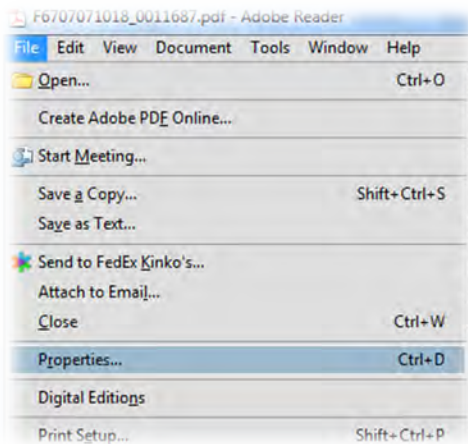 F6707071018_0011687.pdf - Adobe Reader
File Edit View Document Tools Window Help
Open... Ctrl+O
Create Adobe PDF Online...
Start Meeting...
Save a Copy... Shift+Ctrl+S
Save as Text...
Send to FedEx Kinko's...
Attach to Email...
Close Ctrl+W
Properties... Ctrl+D
Digital Editions
Print Setup... Shift+Ctrl+P